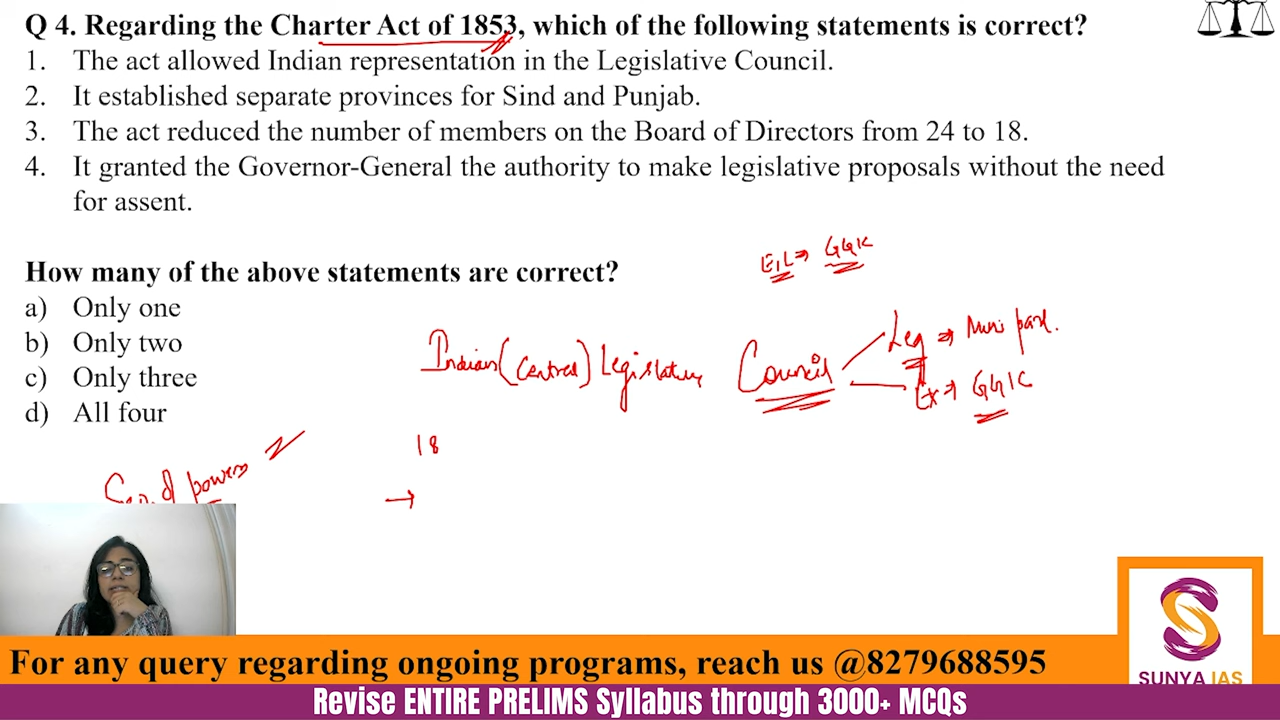 Q 4. Regarding the Charter Act of 1853, which of the following statements is correct?
1. The act allowed Indian representation in the Legislative Council.
2. It established separate provinces for Sind and Punjab.
3. The act reduced the number of members on the Board of Directors from 24 to 18.
4. It granted the Governor-General the authority to make legislative proposals without the need
for assent.
How many of the above statements are correct?
a) Only one
b) Only two
c) Only three
d) All four
Indian (Central) Legislative Council
Leg ⇒ Mini parl.
Ex ⇒
18
→
of powers
For any query regarding ongoing programs, reach us @8279688595
SUNYA IAS
Revise ENTIRE PRELIMS Syllabus through 3000+ MCQs